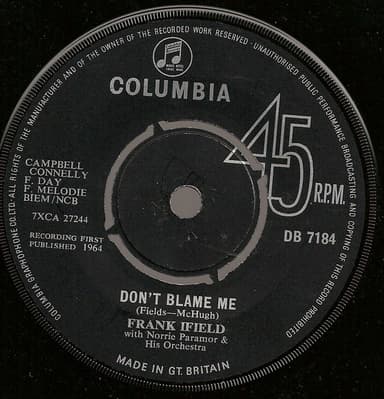 ALL RIGHTS OF THE MANUFACTURER AND OF THE OWNER OF THE RECORDED WORK RESERVED·UNAUTHORISED PUBLIC PERFORMANCE BROADCASTING AND COPYING OF THIS RECORD PROHIBITED
COLUMBIA
45 R.P.M.
CAMPBELL
CONNELLY
F. DAY
F. MELODIE
BIEM/NCB
7XCA 27244
DB 7184
RECORDING FIRST
PUBLISHED 1964
DON'T BLAME ME
(Fields—McHugh)
FRANK IFIELD
with Norrie Paramor &
His Orchestra
COLUMBIA GRAPHOPHONE CO. LTD·
MADE IN GT. BRITAIN